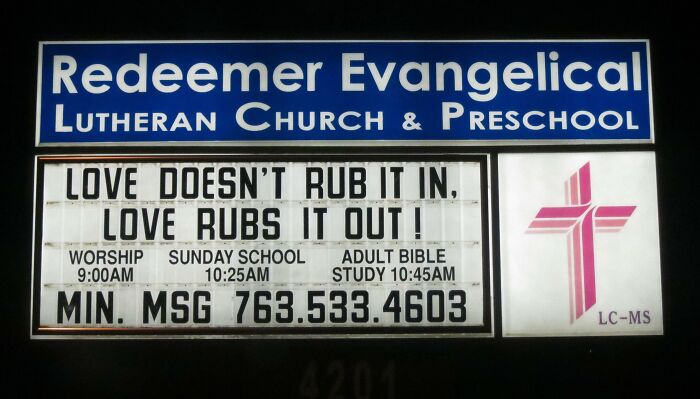 Redeemer Evangelical
LUTHERAN CHURCH & PRESCHOOL
LOVE DOESN'T RUB IT IN,
LOVE RUBS IT OUT!
WORSHIP SUNDAY SCHOOL ADULT BIBLE
9:00AM 10:25AM STUDY 10:45AM
MIN. MSG 763.533.4603
LC-MS
4201